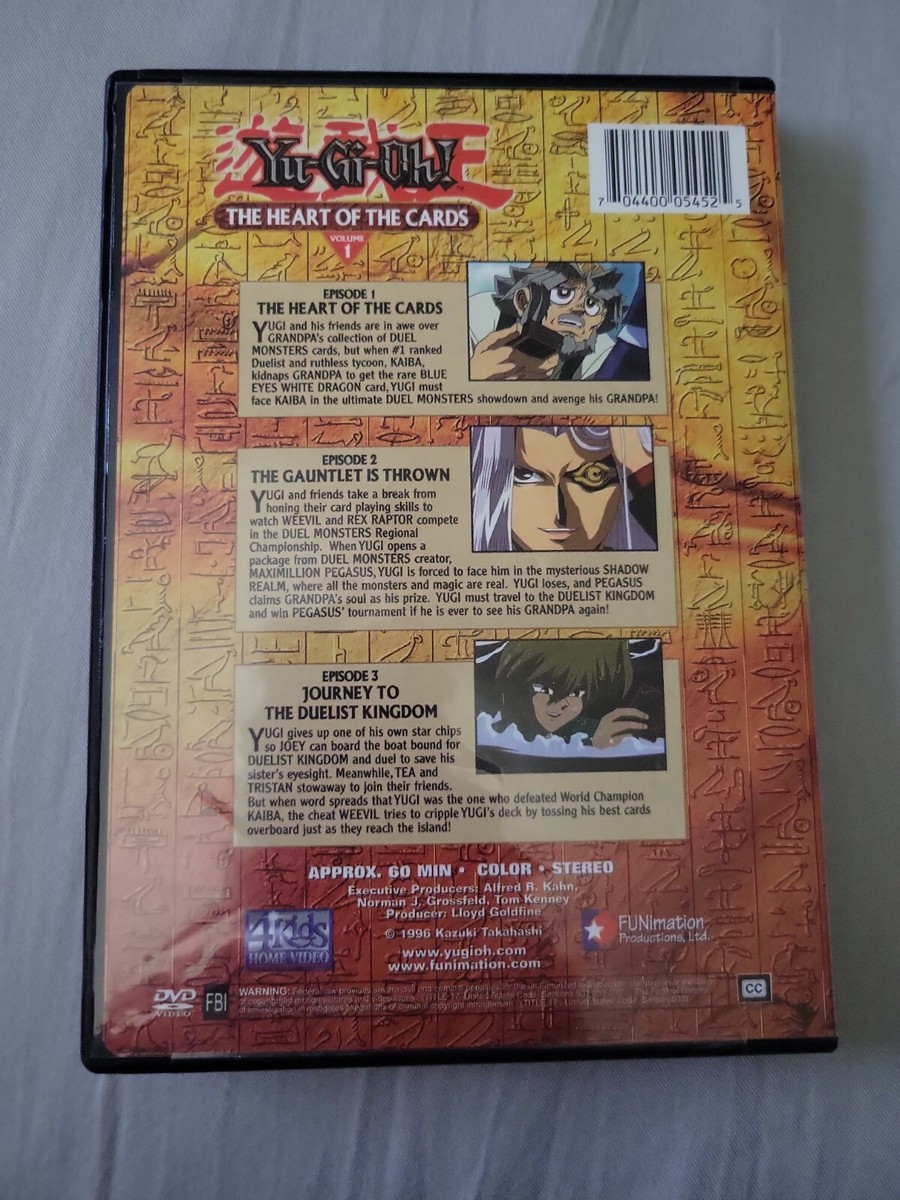 遊戯王
Yu-Gi-Oh!
THE HEART OF THE CARDS
VOLUME
1
7 04400 05452 5
EPISODE 1
THE HEART OF THE CARDS
YUGI and his friends are in awe over
GRANDPA's collection of DUEL
MONSTERS cards, but when #1 ranked
Duelist and ruthless tycoon, KAIBA,
kidnaps GRANDPA to get the rare BLUE
EYES WHITE DRAGON card, YUGI must
face KAIBA in the ultimate DUEL MONSTERS showdown and avenge his GRANDPA!
EPISODE 2
THE GAUNTLET IS THROWN
YUGI and friends take a break from
honing their card playing skills to
watch WEEVIL and REX RAPTOR compete
in the DUEL MONSTERS Regional
Championship. When YUGI opens a
package from DUEL MONSTERS creator,
MAXIMILLION PEGASUS, YUGI is forced to face him in the mysterious SHADOW
REALM, where all the monsters and magic are real. YUGI loses, and PEGASUS
claims GRANDPA's soul as his prize. YUGI must travel to the DUELIST KINGDOM
and win PEGASUS' tournament if he is ever to see his GRANDPA again!
EPISODE 3
JOURNEY TO
THE DUELIST KINGDOM
YUGI gives up one of his own star chips
so JOEY can board the boat bound for
DUELIST KINGDOM and duel to save his
sister's eyesight. Meanwhile, TEA and
TRISTAN stowaway to join their friends.
But when word spreads that YUGI was the one who defeated World Champion
KAIBA, the cheat WEEVIL tries to cripple YUGI's deck by tossing his best cards
overboard just as they reach the island!
APPROX. 60 MIN • COLOR • STEREO
Executive Producers: Alfred R. Kahn,
Norman J. Grossfeld, Tom Kenney
Producer: Lloyd Goldfine
© 1996 Kazuki Takahashi
www.yugioh.com
www.funimation.com
4Kids
HOME VIDEO
FUNimation
Productions, Ltd.
DVD
VIDEO
FBI
WARNING: Federal law provides
CC